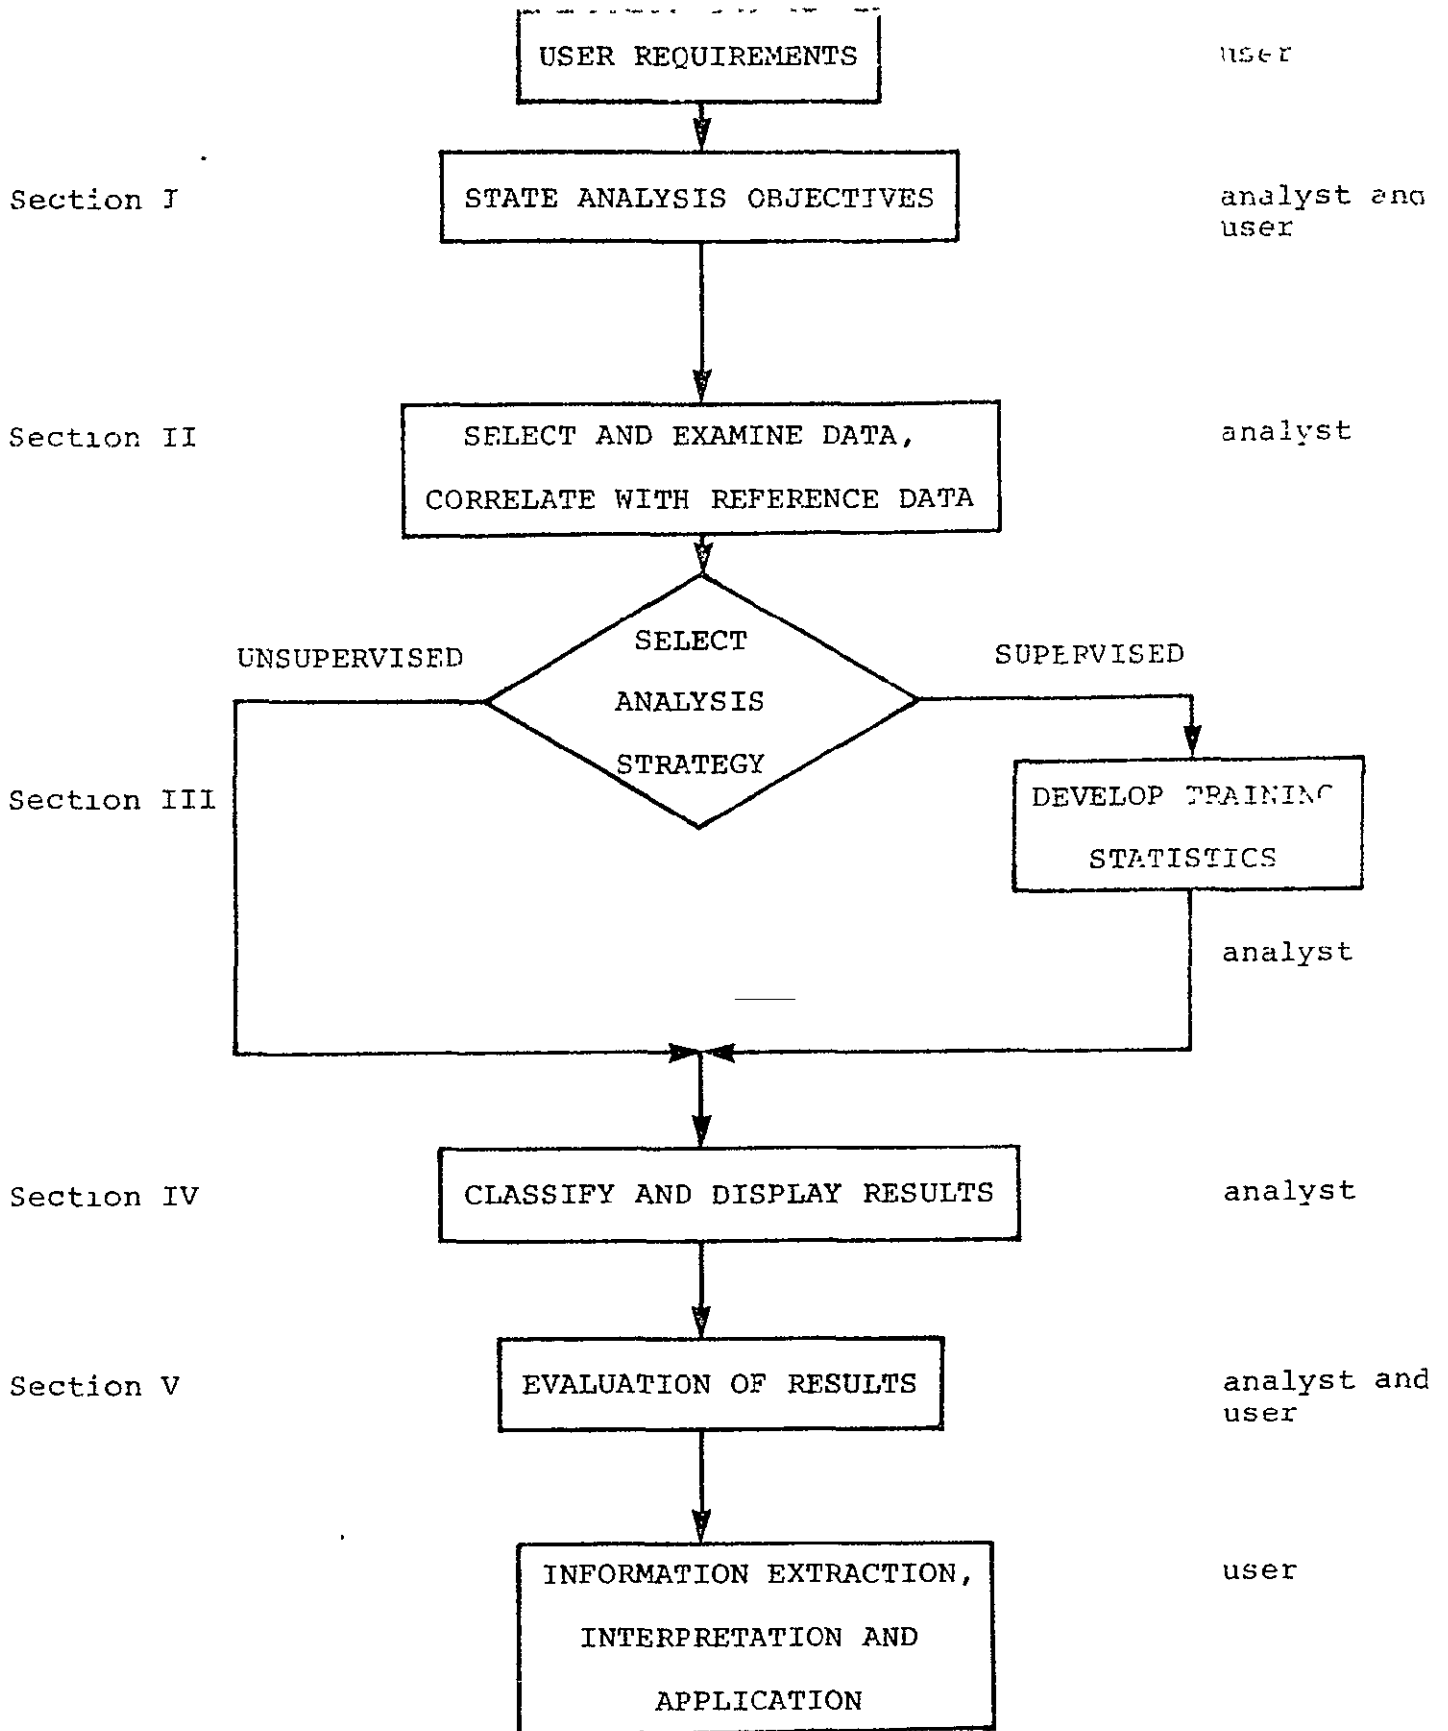 USER REQUIREMENTS
user
Section I
STATE ANALYSIS OBJECTIVES
analyst and
user
Section II
SELECT AND EXAMINE DATA,
CORRELATE WITH REFERENCE DATA
analyst
UNSUPERVISED
SELECT
ANALYSIS
STRATEGY
SUPERVISED
Section III
DEVELOP TRAINING
STATISTICS
analyst
Section IV
CLASSIFY AND DISPLAY RESULTS
analyst
Section V
EVALUATION OF RESULTS
analyst and
user
INFORMATION EXTRACTION,
INTERPRETATION AND
APPLICATION
user